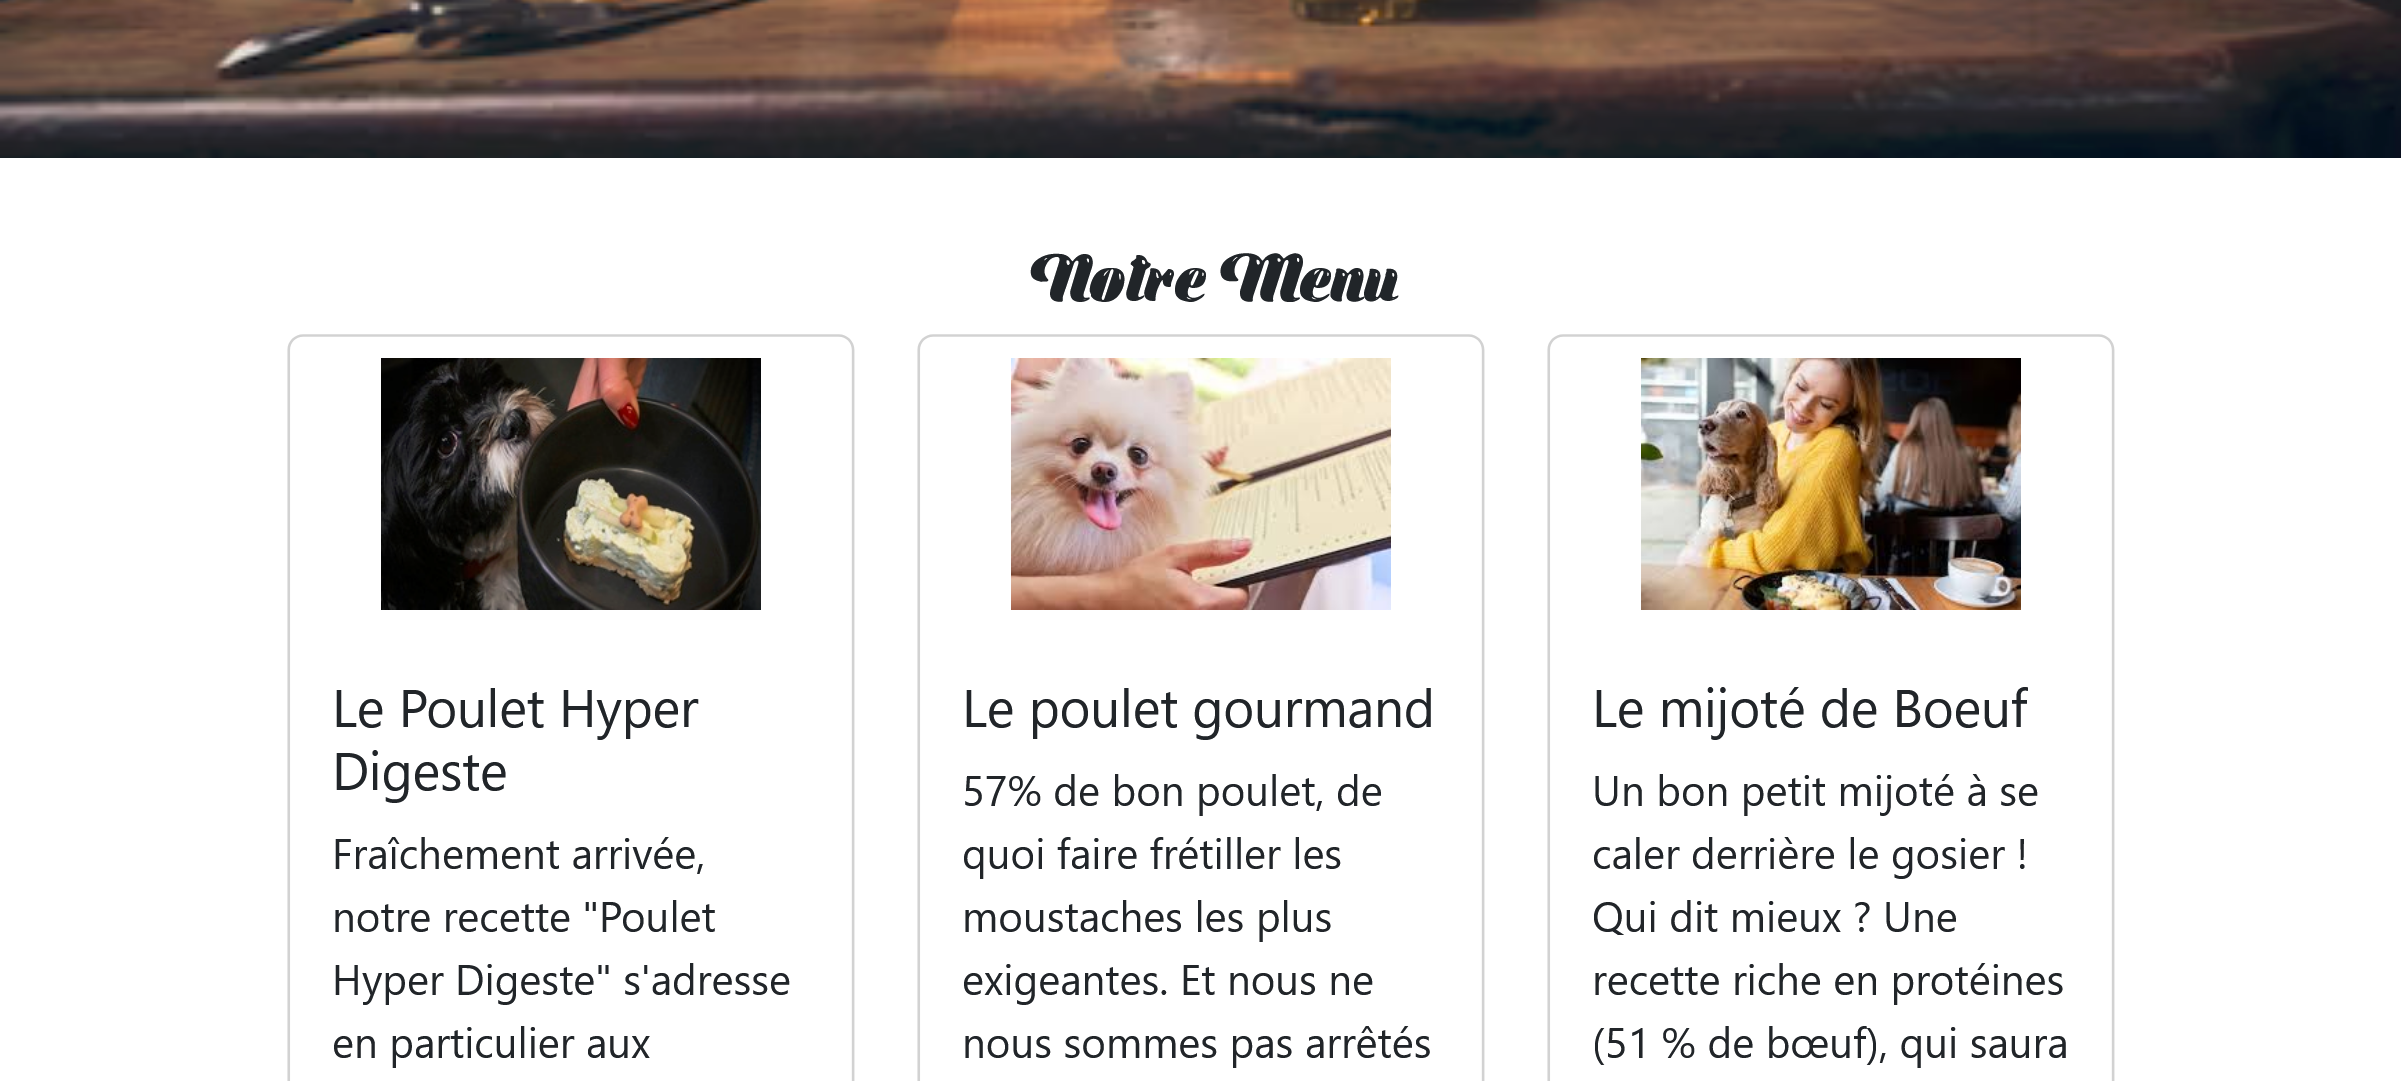 Notre Menu
Le Poulet Hyper
Digeste
Fraîchement arrivée,
notre recette "Poulet
Hyper Digeste" s'adresse
en particulier aux
Le poulet gourmand
57% de bon poulet, de
quoi faire frétiller les
moustaches les plus
exigeantes. Et nous ne
nous sommes pas arrêtés
Le mijoté de Boeuf
Un bon petit mijoté à se
caler derrière le gosier !
Qui dit mieux ? Une
recette riche en protéines
(51 % de bœuf), qui saura